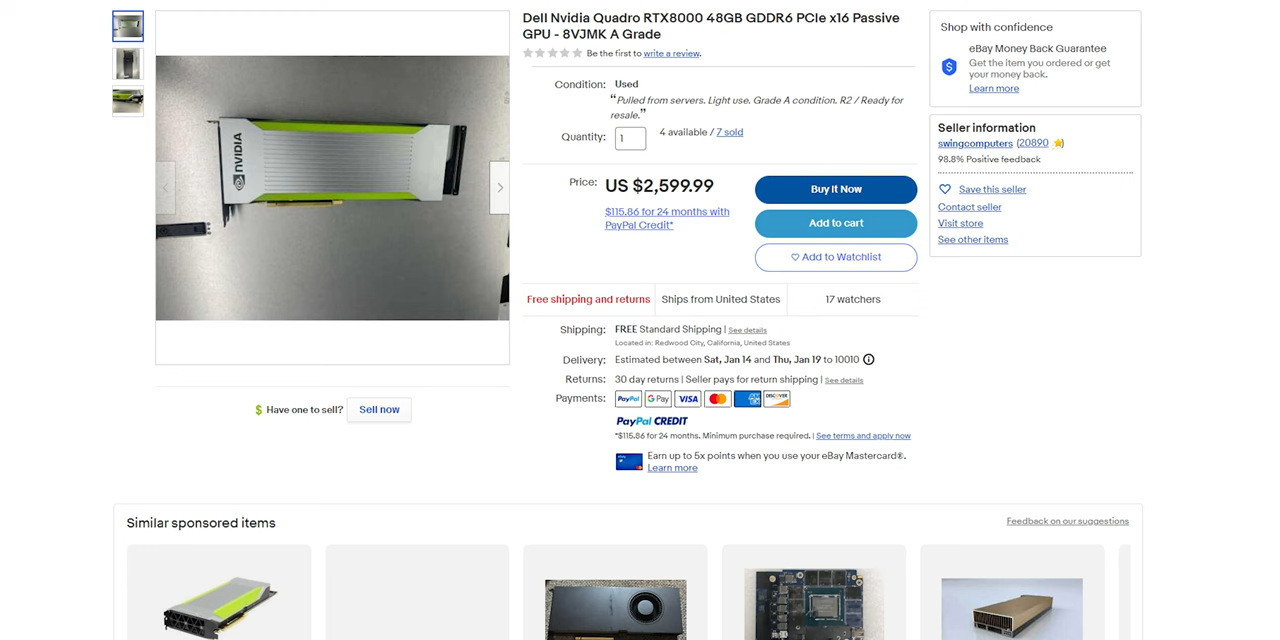 Dell Nvidia Quadro RTX8000 48GB GDDR6 PCIe x16 Passive
GPU - 8VJMK A Grade
Be the first to write a review.
Condition: Used
“Pulled from servers. Light use. Grade A condition. R2 / Ready for
resale.”
Quantity: 1 4 available / 7 sold
Price: US $2,599.99
$115.86 for 24 months with
PayPal Credit*
Buy It Now
Add to cart
Add to Watchlist
Free shipping and returns
Ships from United States
17 watchers
Shipping: FREE Standard Shipping | See details
Located in: Redwood City, California, United States
Delivery: Estimated between Sat, Jan 14 and Thu, Jan 19 to 10010
Returns: 30 day returns | Seller pays for return shipping | See details
Payments: PayPal G Pay VISA DISCOVER
PayPal CREDIT
*$115.86 for 24 months. Minimum purchase required. | See terms and apply now
Earn up to 5x points when you use your eBay Mastercard®.
Learn more
NVIDIA
Have one to sell? Sell now
Shop with confidence
eBay Money Back Guarantee
Get the item you ordered or get
your money back.
Learn more
Seller information
swingcomputers (20890)
98.8% Positive feedback
Save this seller
Contact seller
Visit store
See other items
Similar sponsored items
Feedback on our suggestions